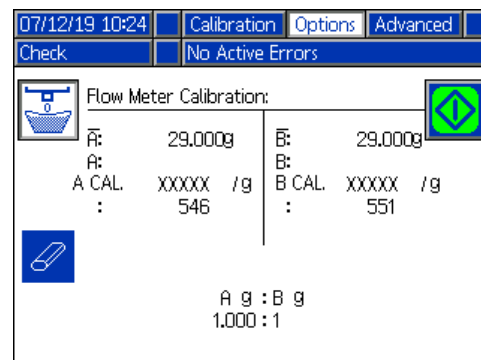 07/12/19 10:24 Calibration Options Advanced
Check No Active Errors
Flow Meter Calibration:
A̅: 29.000g B̅: 29.000g
A: B:
A CAL. XXXXX /g B CAL. XXXXX /g
: 546 : 551
A g : B g
1.000 : 1